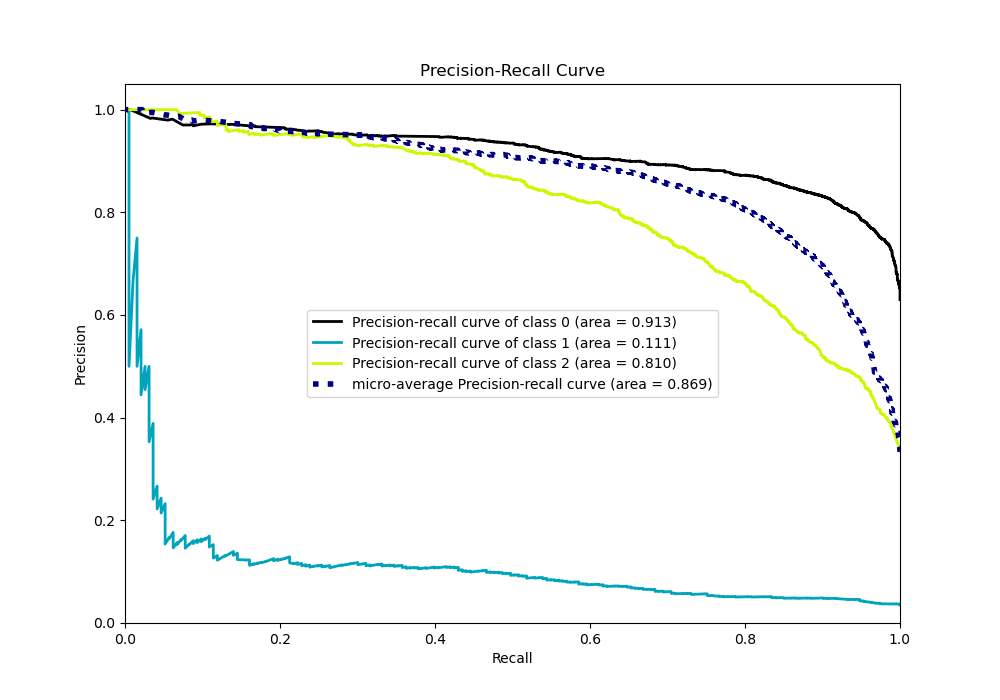 Precision-Recall Curve
1.0
0.8
0.6
0.4
0.2
0.0
Precision
Precision-recall curve of class 0 (area = 0.913)
Precision-recall curve of class 1 (area = 0.111)
Precision-recall curve of class 2 (area = 0.810)
micro-average Precision-recall curve (area = 0.869)
0.0 0.2 0.4 0.6 0.8 1.0
Recall